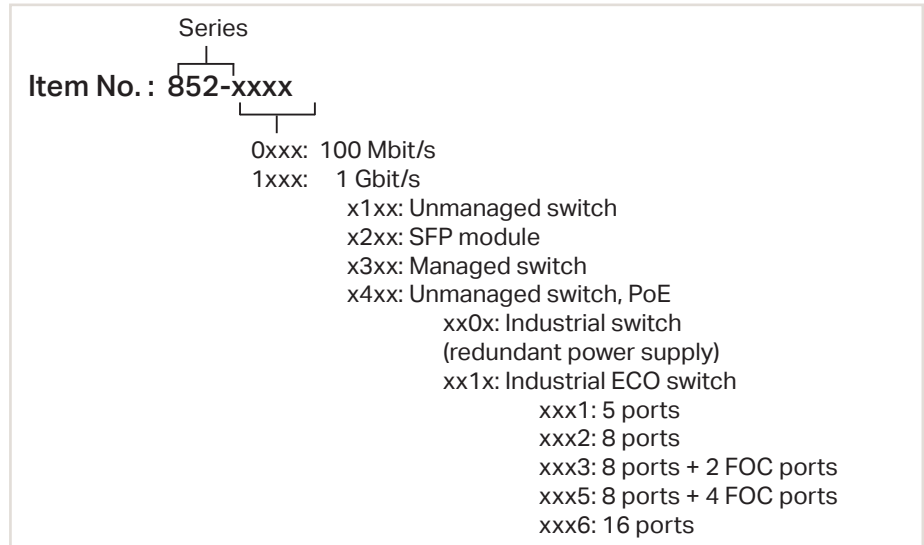 Series
Item No. : 852-xxxx
0xxx: 100 Mbit/s
1xxx: 1 Gbit/s
x1xx: Unmanaged switch
x2xx: SFP module
x3xx: Managed switch
x4xx: Unmanaged switch, PoE
xx0x: Industrial switch
(redundant power supply)
xx1x: Industrial ECO switch
xxx1: 5 ports
xxx2: 8 ports
xxx3: 8 ports + 2 FOC ports
xxx5: 8 ports + 4 FOC ports
xxx6: 16 ports